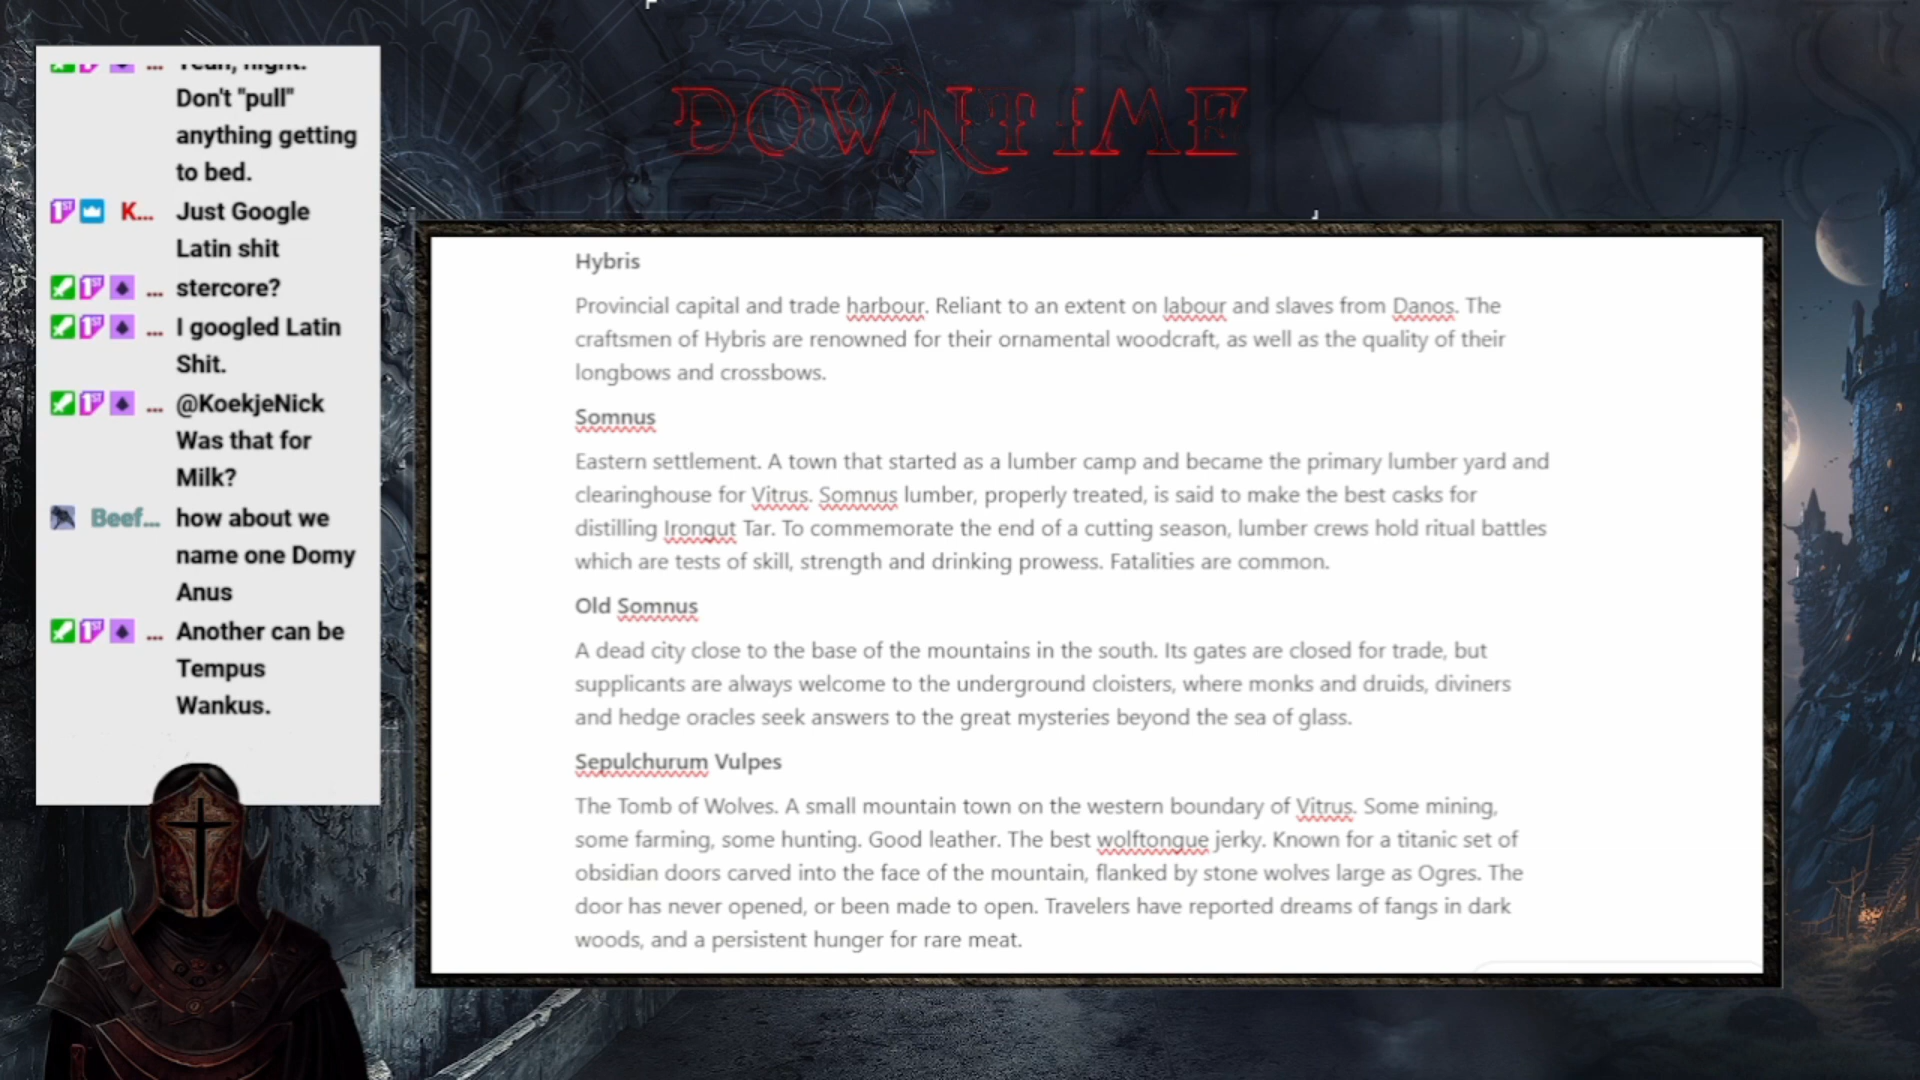 Yeah, night.
Don't "pull"
anything getting
to bed.
K... Just Google
Latin shit
... stercore?
... I googled Latin
Shit.
... @KoekjeNick
Was that for
Milk?
Beef... how about we
name one Domy
Anus
... Another can be
Tempus
Wankus.
DOWNTIME
Hybris
Provincial capital and trade harbour. Reliant to an extent on labour and slaves from Danos. The
craftsmen of Hybris are renowned for their ornamental woodcraft, as well as the quality of their
longbows and crossbows.
Somnus
Eastern settlement. A town that started as a lumber camp and became the primary lumber yard and
clearinghouse for Vitrus. Somnus lumber, properly treated, is said to make the best casks for
distilling Irongut Tar. To commemorate the end of a cutting season, lumber crews hold ritual battles
which are tests of skill, strength and drinking prowess. Fatalities are common.
Old Somnus
A dead city close to the base of the mountains in the south. Its gates are closed for trade, but
supplicants are always welcome to the underground cloisters, where monks and druids, diviners
and hedge oracles seek answers to the great mysteries beyond the sea of glass.
Sepulchurum Vulpes
The Tomb of Wolves. A small mountain town on the western boundary of Vitrus. Some mining,
some farming, some hunting. Good leather. The best wolftongue jerky. Known for a titanic set of
obsidian doors carved into the face of the mountain, flanked by stone wolves large as Ogres. The
door has never opened, or been made to open. Travelers have reported dreams of fangs in dark
woods, and a persistent hunger for rare meat.